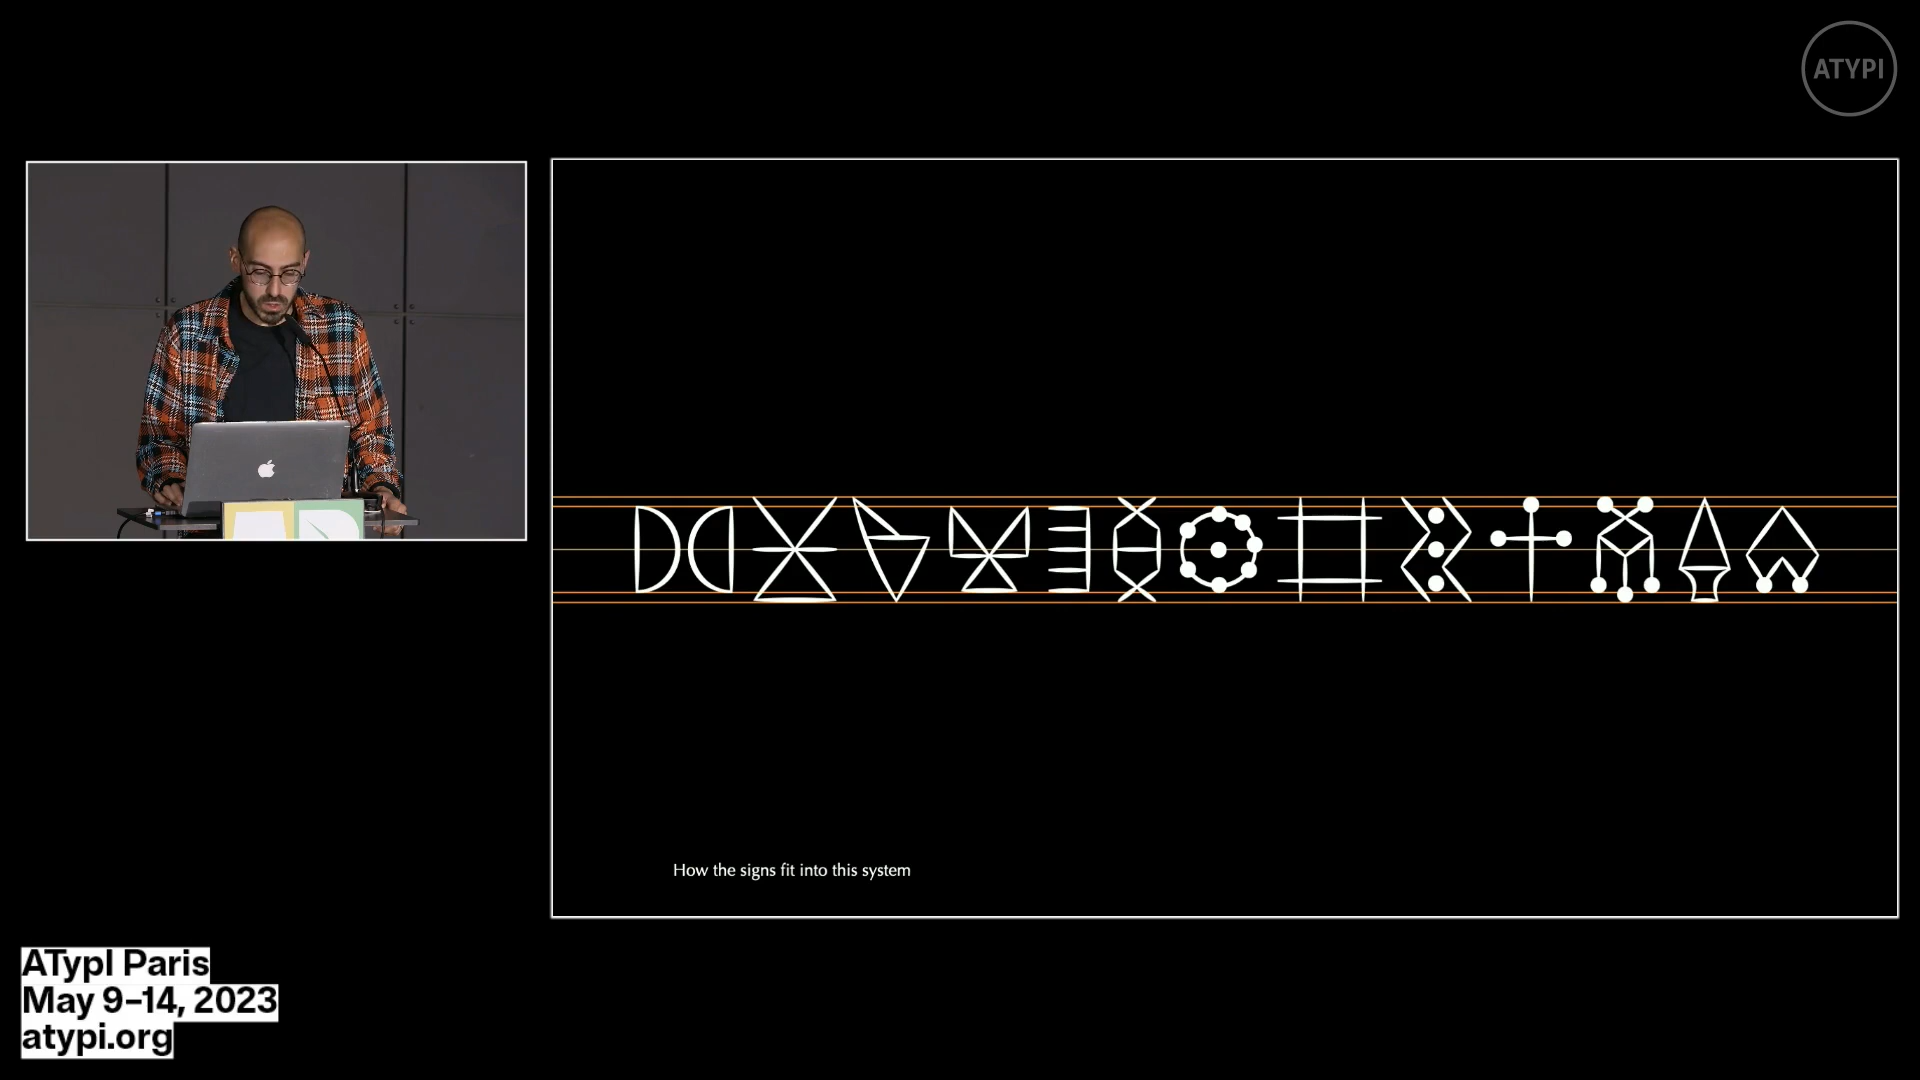 ATYPI
How the signs fit into this system
ATypI Paris
May 9–14, 2023
atypi.org